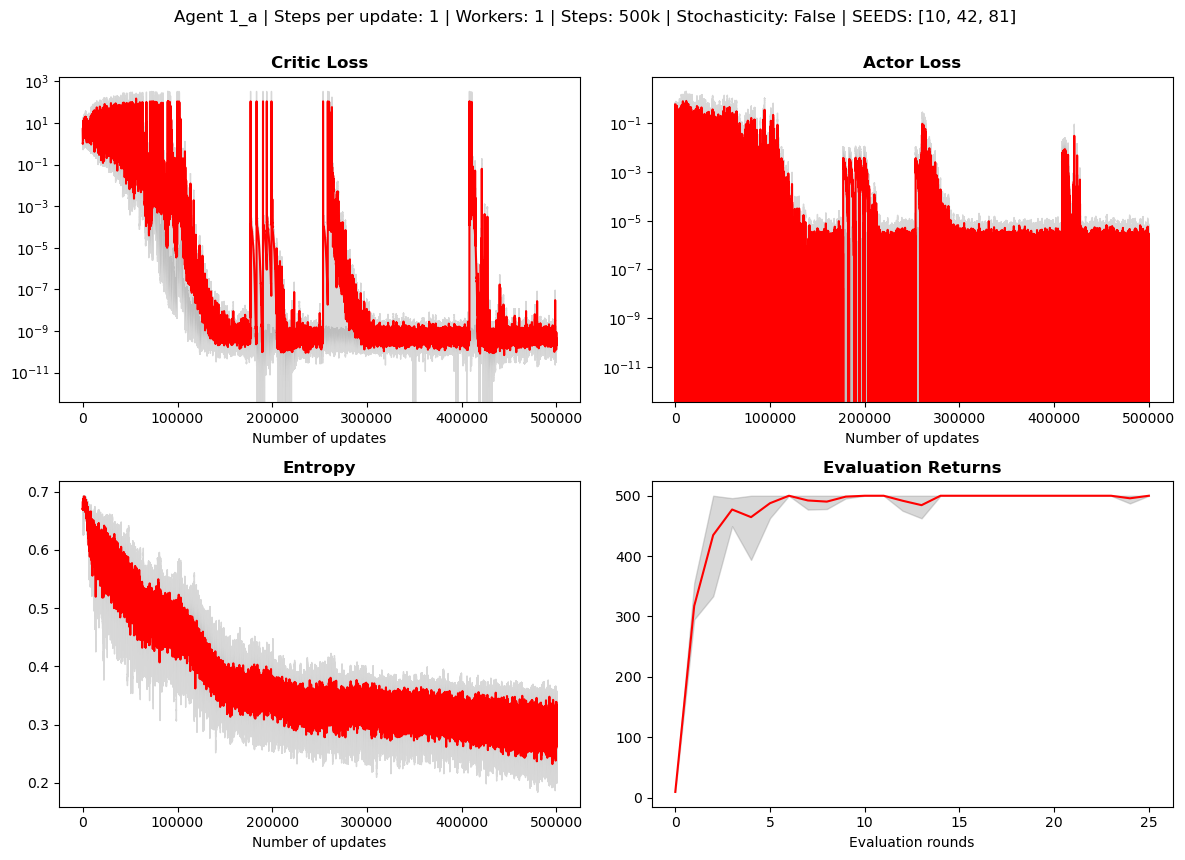 Agent 1_a | Steps per update: 1 | Workers: 1 | Steps: 500k | Stochasticity: False | SEEDS: [10, 42, 81]
Critic Loss
10³
10¹
10⁻¹
10⁻³
10⁻⁵
10⁻⁷
10⁻⁹
10⁻¹¹
0 100000 200000 300000 400000 500000
Number of updates
Actor Loss
10⁻¹
10⁻³
10⁻⁵
10⁻⁷
10⁻⁹
10⁻¹¹
0 100000 200000 300000 400000 500000
Number of updates
Entropy
0.7
0.6
0.5
0.4
0.3
0.2
0 100000 200000 300000 400000 500000
Number of updates
Evaluation Returns
500
400
300
200
100
0
0 5 10 15 20 25
Evaluation rounds